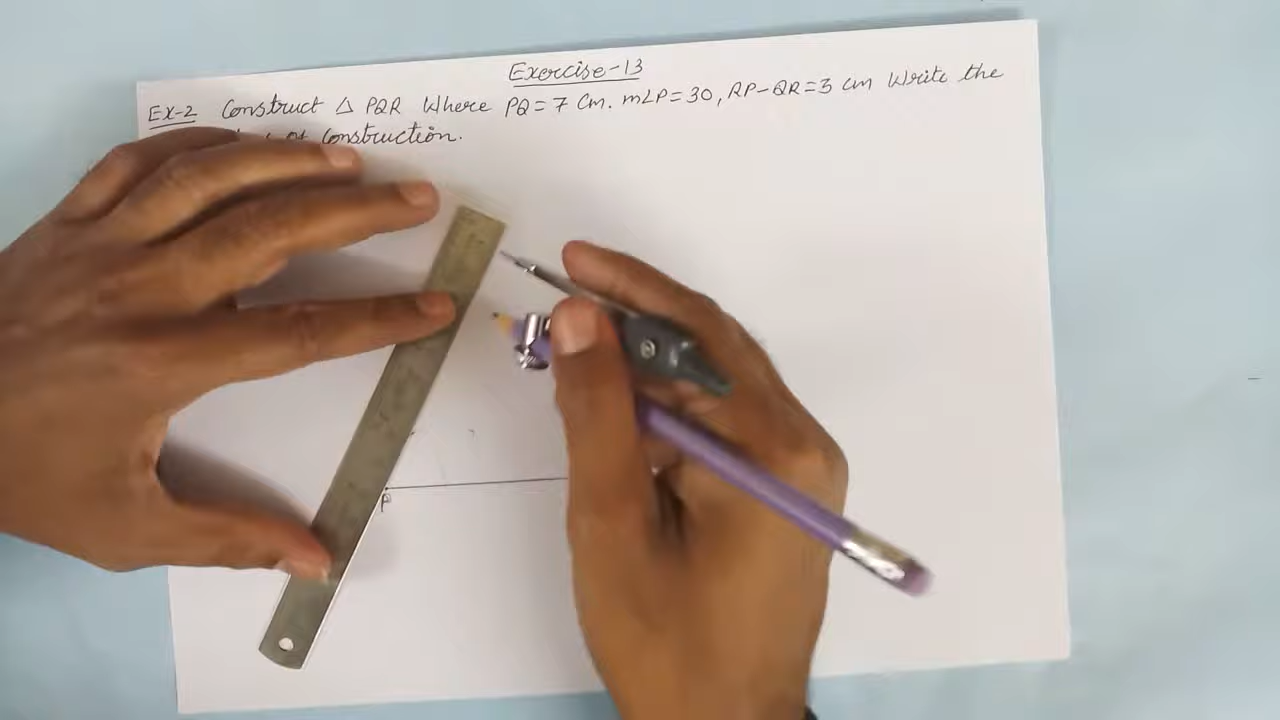 Exercise-13
Ex-2 Construct △ PQR Where PQ = 7 Cm. m∠P = 30, RP-QR = 3 cm Write the
of Construction.
P